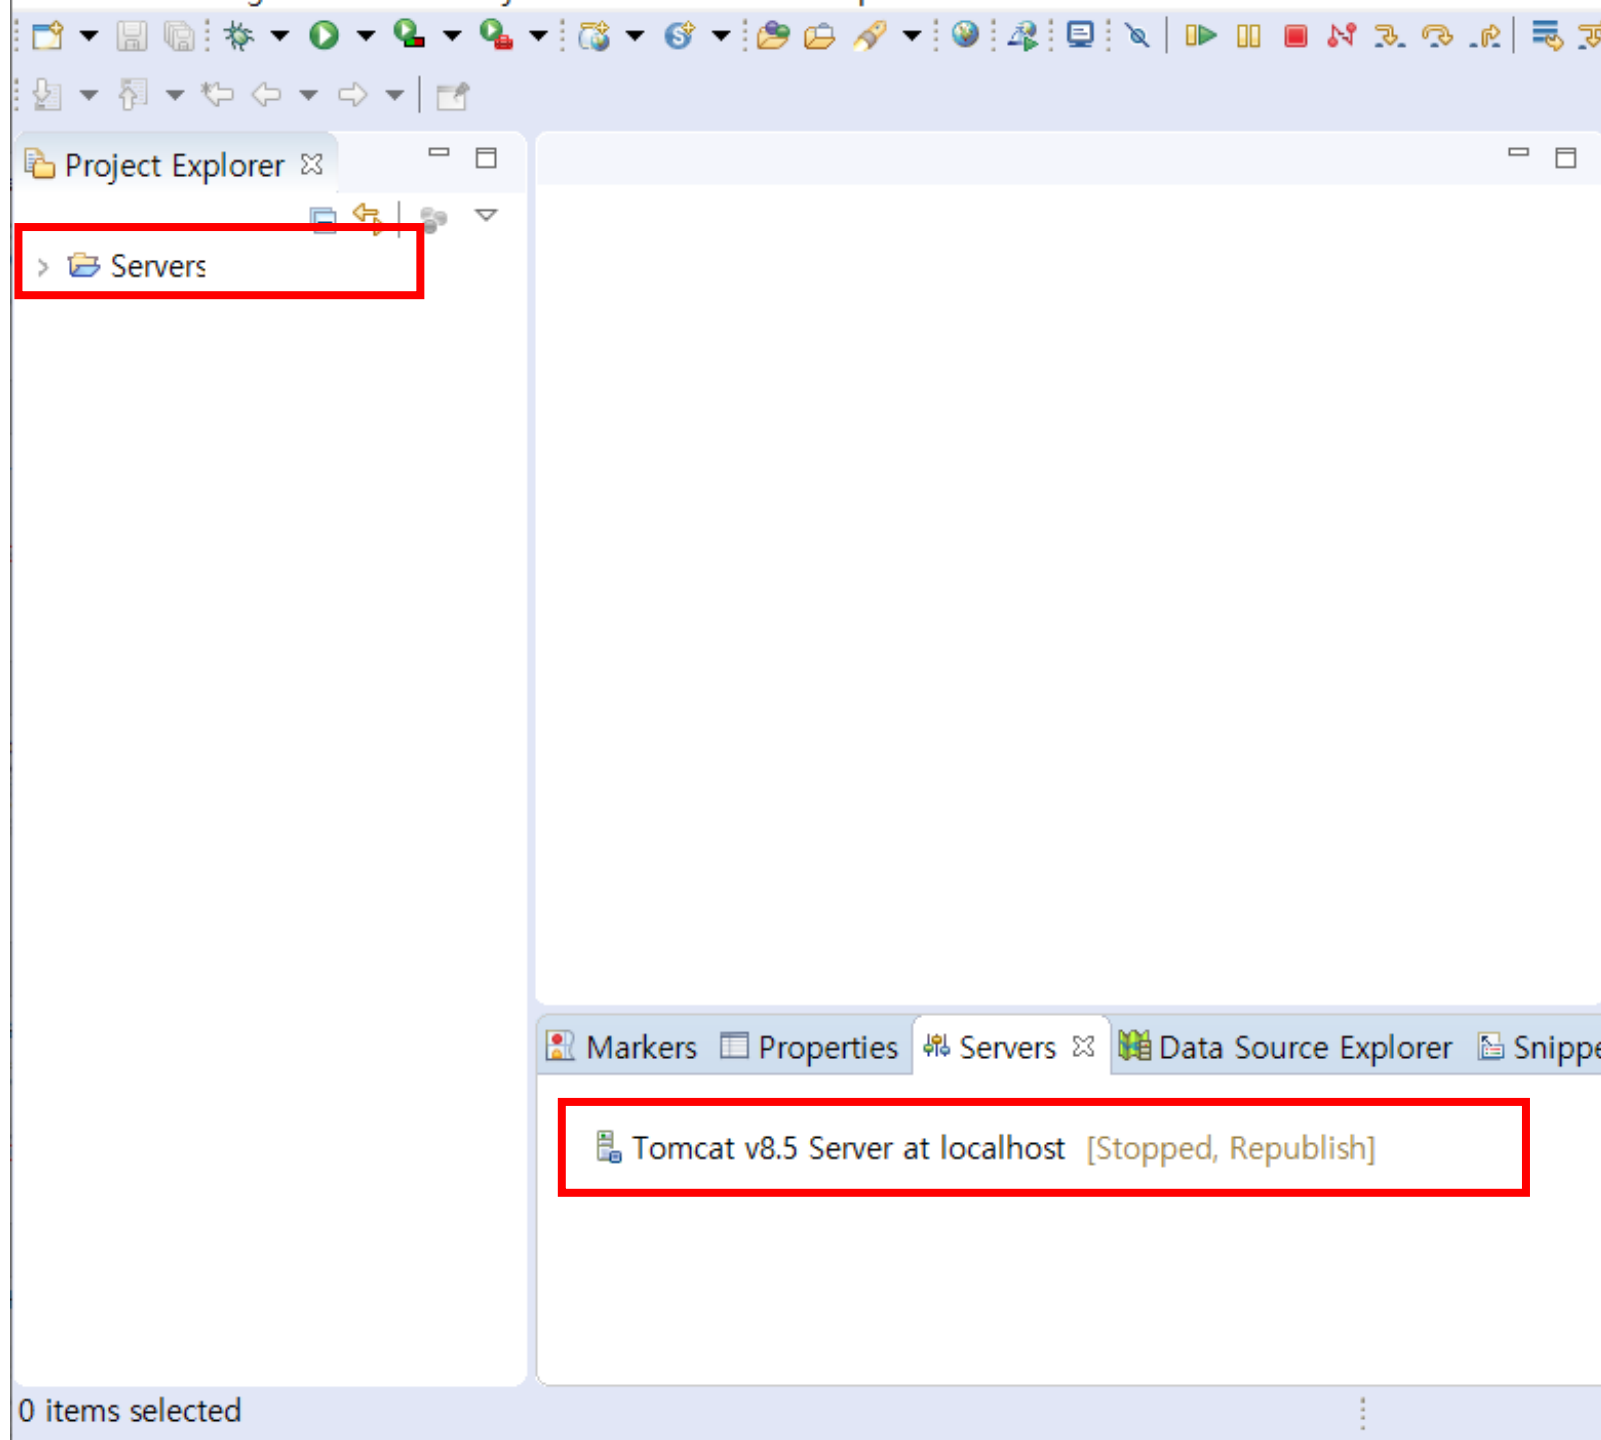 Project Explorer
Servers
Markers Properties Servers Data Source Explorer Snippe
Tomcat v8.5 Server at localhost [Stopped, Republish]
0 items selected